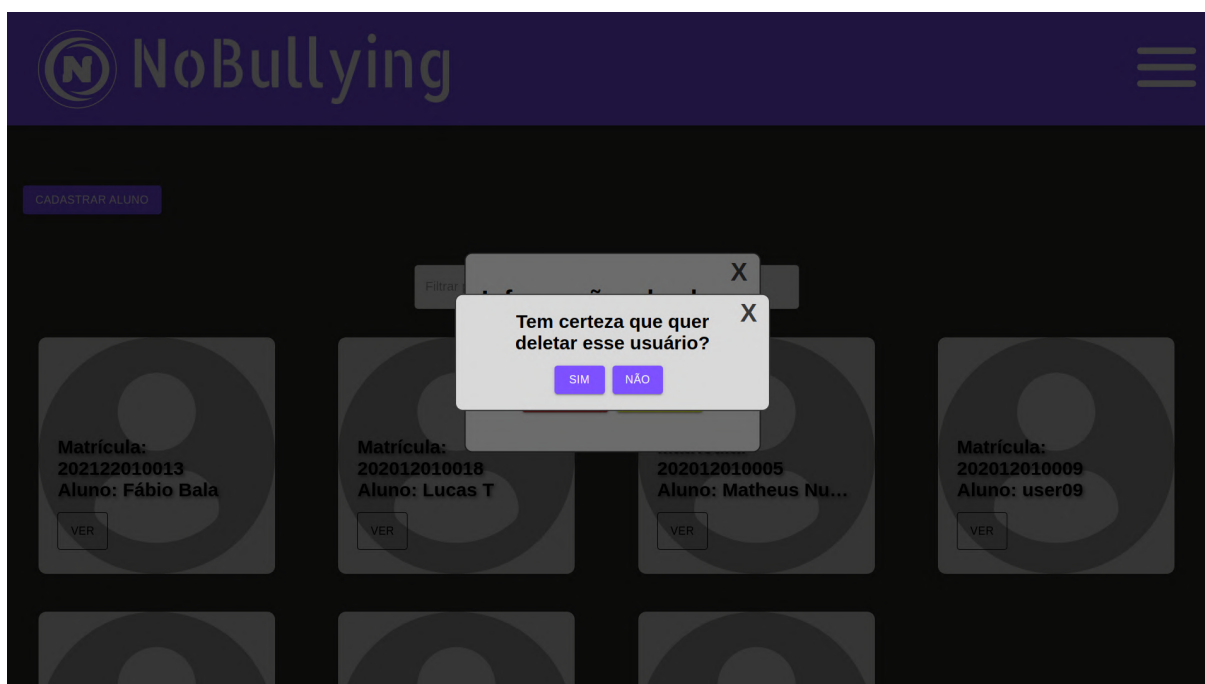 N NoBullying
CADASTRAR ALUNO
X
Filtrar
X
Tem certeza que quer
deletar esse usuário?
SIM NÃO
Matrícula:
202122010013
Aluno: Fábio Bala
VER
Matrícula:
202012010018
Aluno: Lucas T
VER
202012010005
Aluno: Matheus Nu...
VER
Matrícula:
202012010009
Aluno: user09
VER